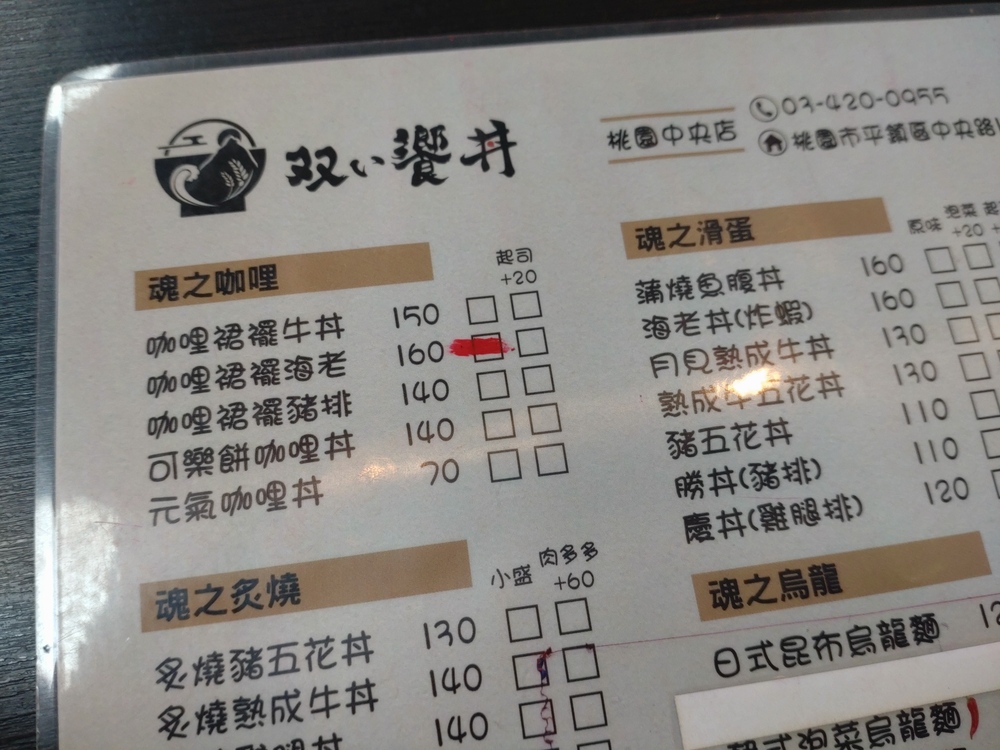 双い饗丼
桃園中央店
03-420-0955
桃園市平鎮區中央路
魂之咖哩
起司
+20
咖哩裙襬牛丼 150
咖哩裙襬海老 160
咖哩裙襬豬排 140
可樂餅咖哩丼 140
元氣咖哩丼 70
魂之炙燒
小盛 肉多多
+60
炙燒豬五花丼 130
炙燒熟成牛丼 140
140
魂之滑蛋
原味 泡菜
+20
蒲燒魚腹丼 160
海老丼(炸蝦) 160
月見熟成牛丼 130
熟成牛五花丼 130
豬五花丼 110
勝丼(豬排) 110
慶丼(雞腿排) 120
魂之烏龍
日式昆布烏龍麵
泡菜烏龍麵